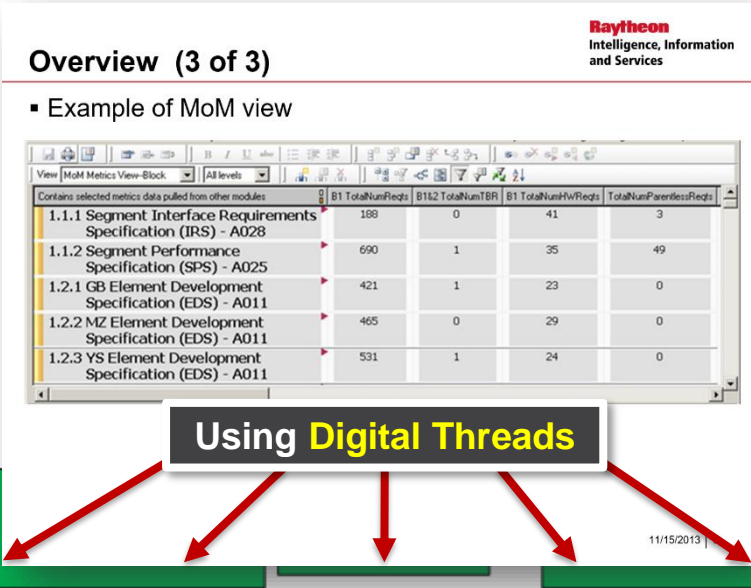 Raytheon
Intelligence, Information
and Services
Overview (3 of 3)
▪ Example of MoM view
View MoM Metrics View-Block All levels
Contains selected metrics data pulled from other modules B1 TotalNumReqts B1&2 TotalNumTBR B1 TotalNumHWReqts TotalNumParentlessReqts
1.1.1 Segment Interface Requirements 188 0 41 3
Specification (IRS) - A028
1.1.2 Segment Performance 690 1 35 49
Specification (SPS) - A025
1.2.1 GB Element Development 421 1 23 0
Specification (EDS) - A011
1.2.2 MZ Element Development 465 0 29 0
Specification (EDS) - A011
1.2.3 YS Element Development 531 1 24 0
Specification (EDS) - A011
Using Digital Threads
11/15/2013